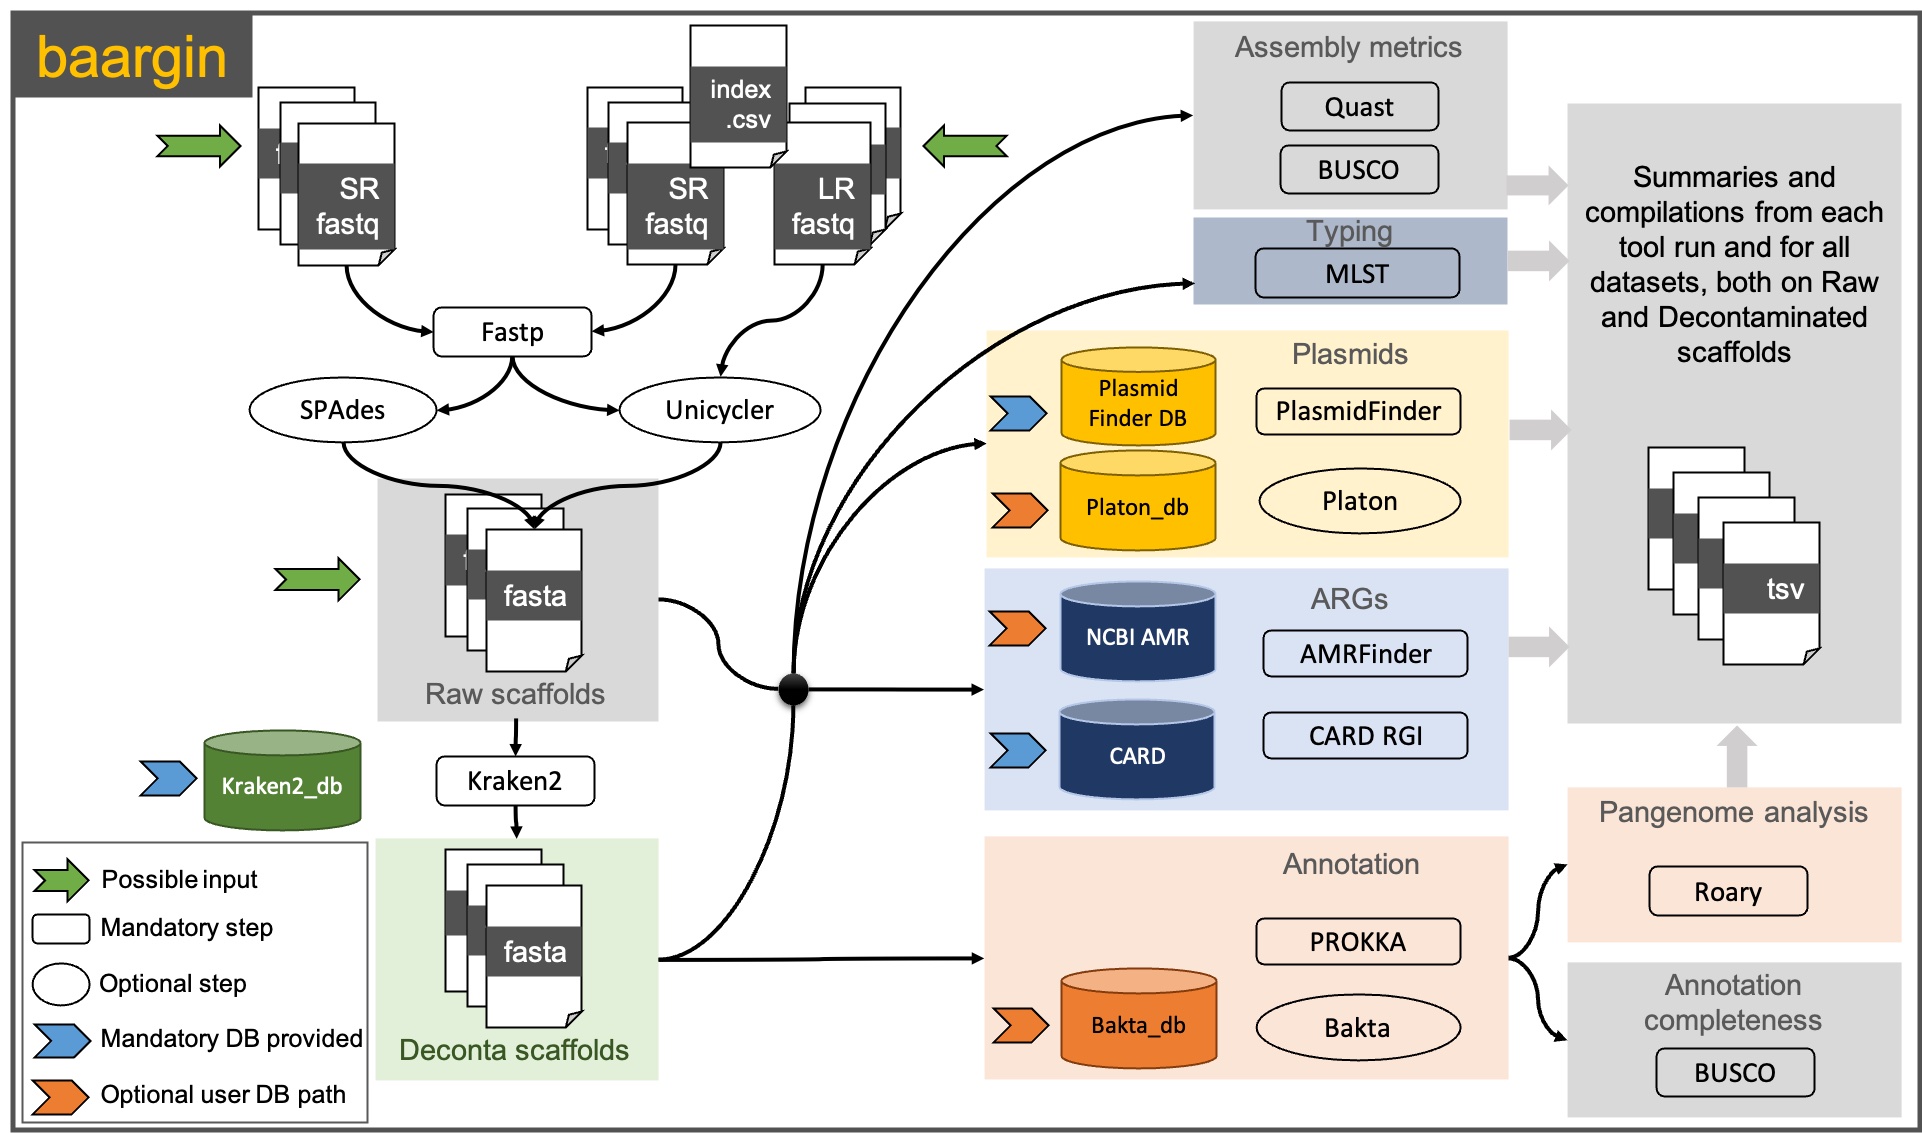 baargin
index
.csv
SR
fastq
SR
fastq
LR
fastq
Fastp
SPAdes
Unicycler
fasta
Raw scaffolds
Kraken2_db
Kraken2
fasta
Deconta scaffolds
Possible input
Mandatory step
Optional step
Mandatory DB provided
Optional user DB path
Assembly metrics
Quast
BUSCO
Typing
MLST
Plasmids
Plasmid
Finder DB
PlasmidFinder
Platon_db
Platon
ARGs
NCBI AMR
AMRFinder
CARD
CARD RGI
Annotation
PROKKA
Bakta_db
Bakta
Summaries and
compilations from each
tool run and for all
datasets, both on Raw
and Decontaminated
scaffolds
tsv
Pangenome analysis
Roary
Annotation
completeness
BUSCO